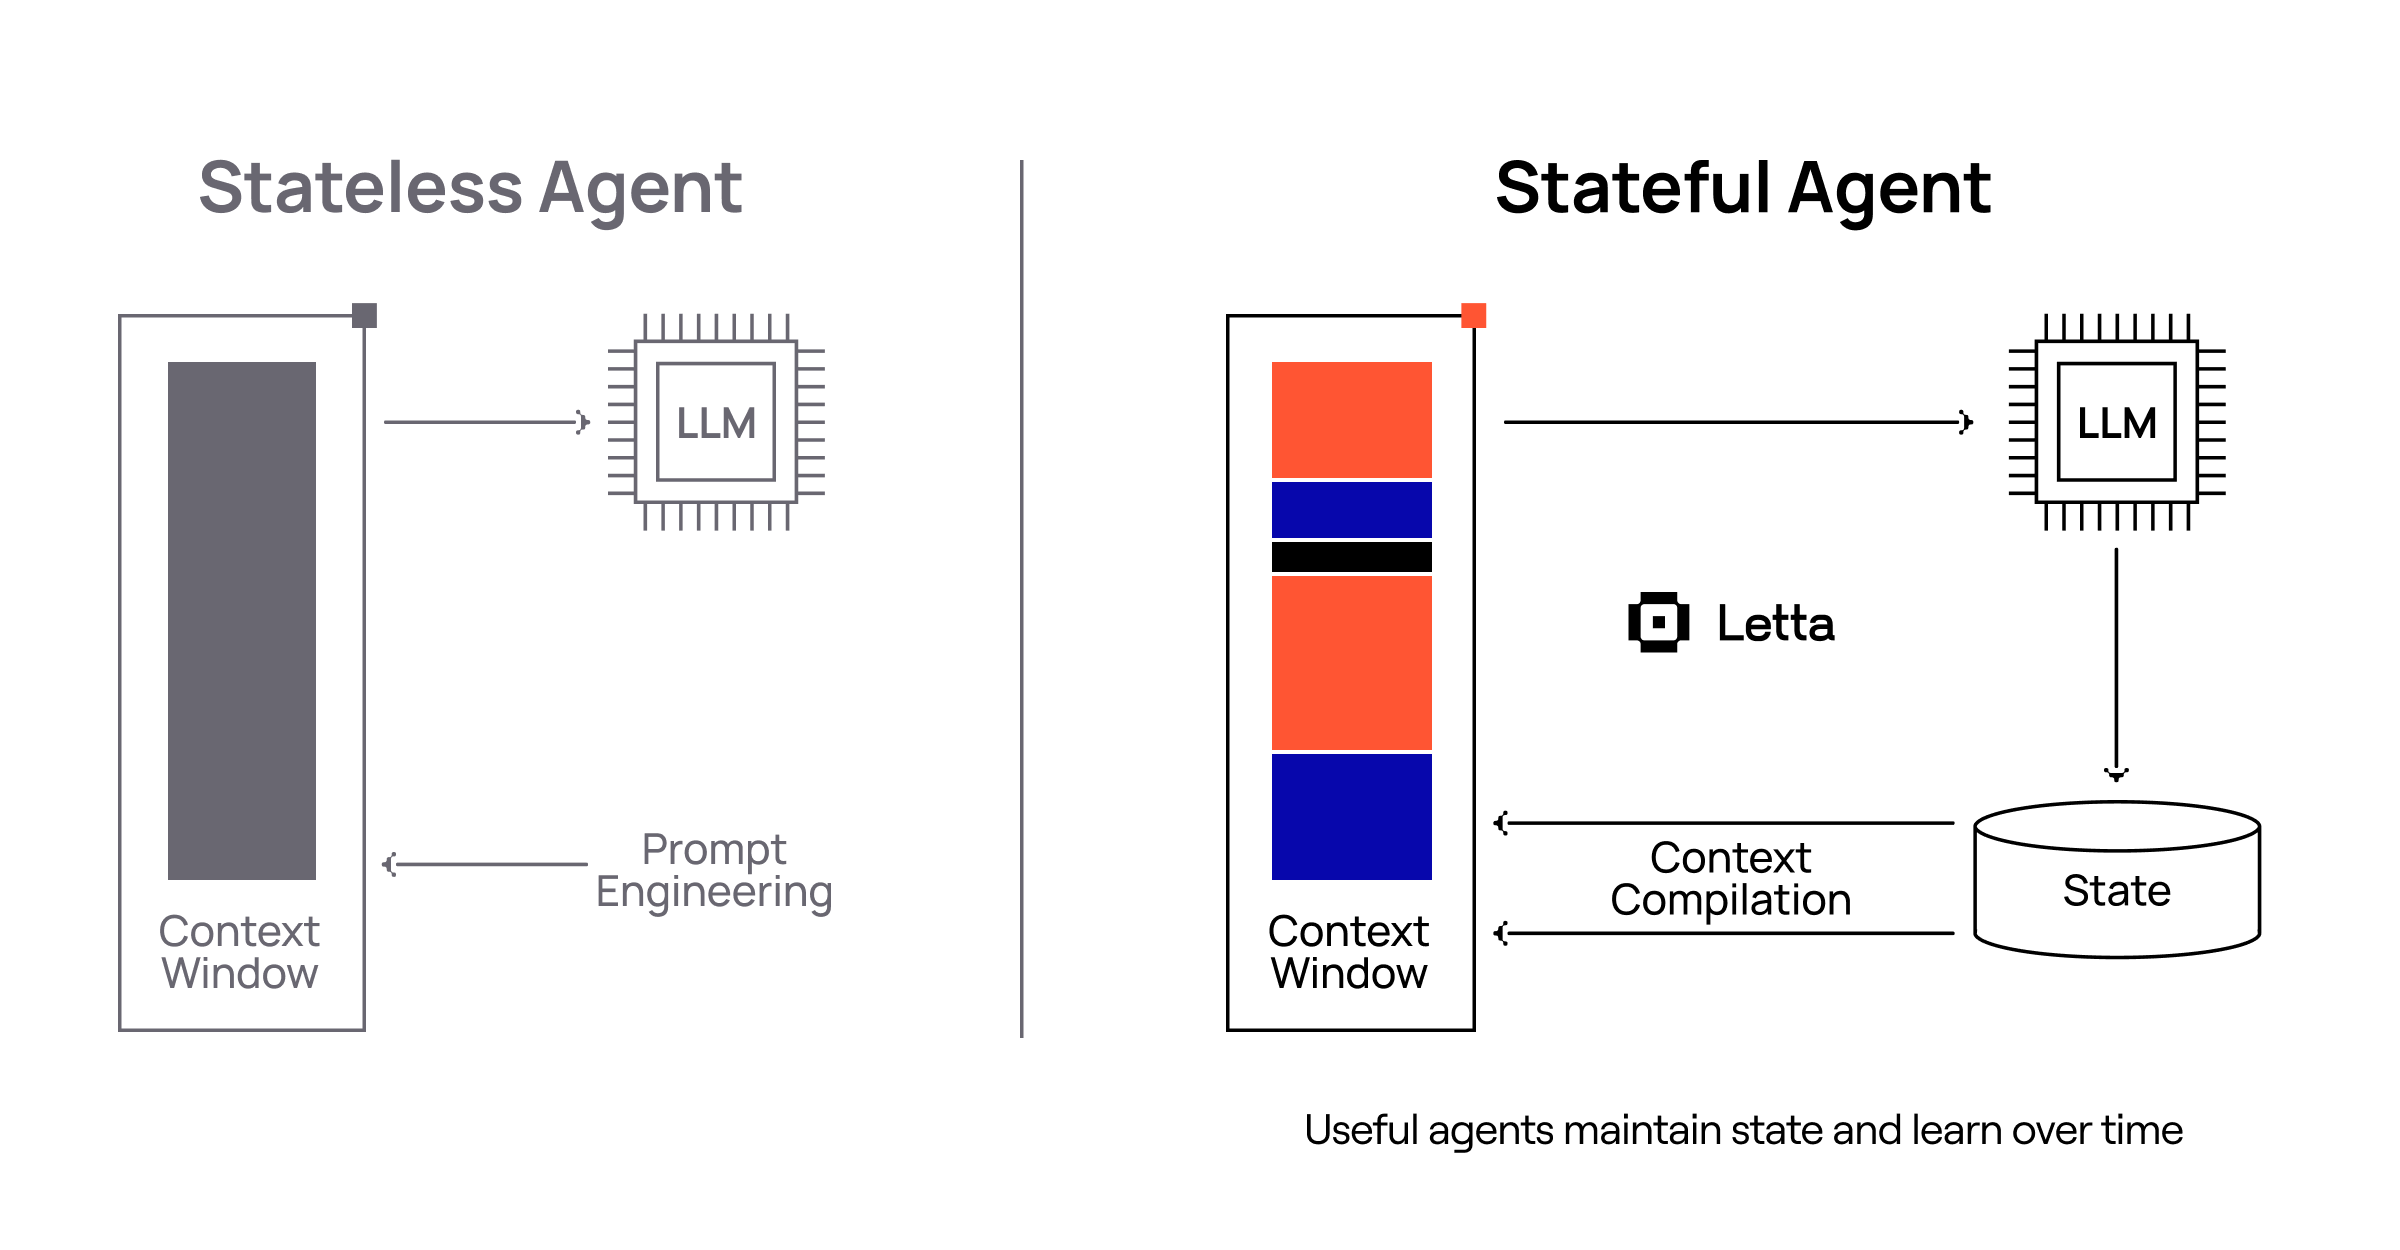 Stateless Agent
LLM
Prompt
Engineering
Context
Window
Stateful Agent
LLM
Letta
Context
Compilation
State
Context
Window
Useful agents maintain state and learn over time